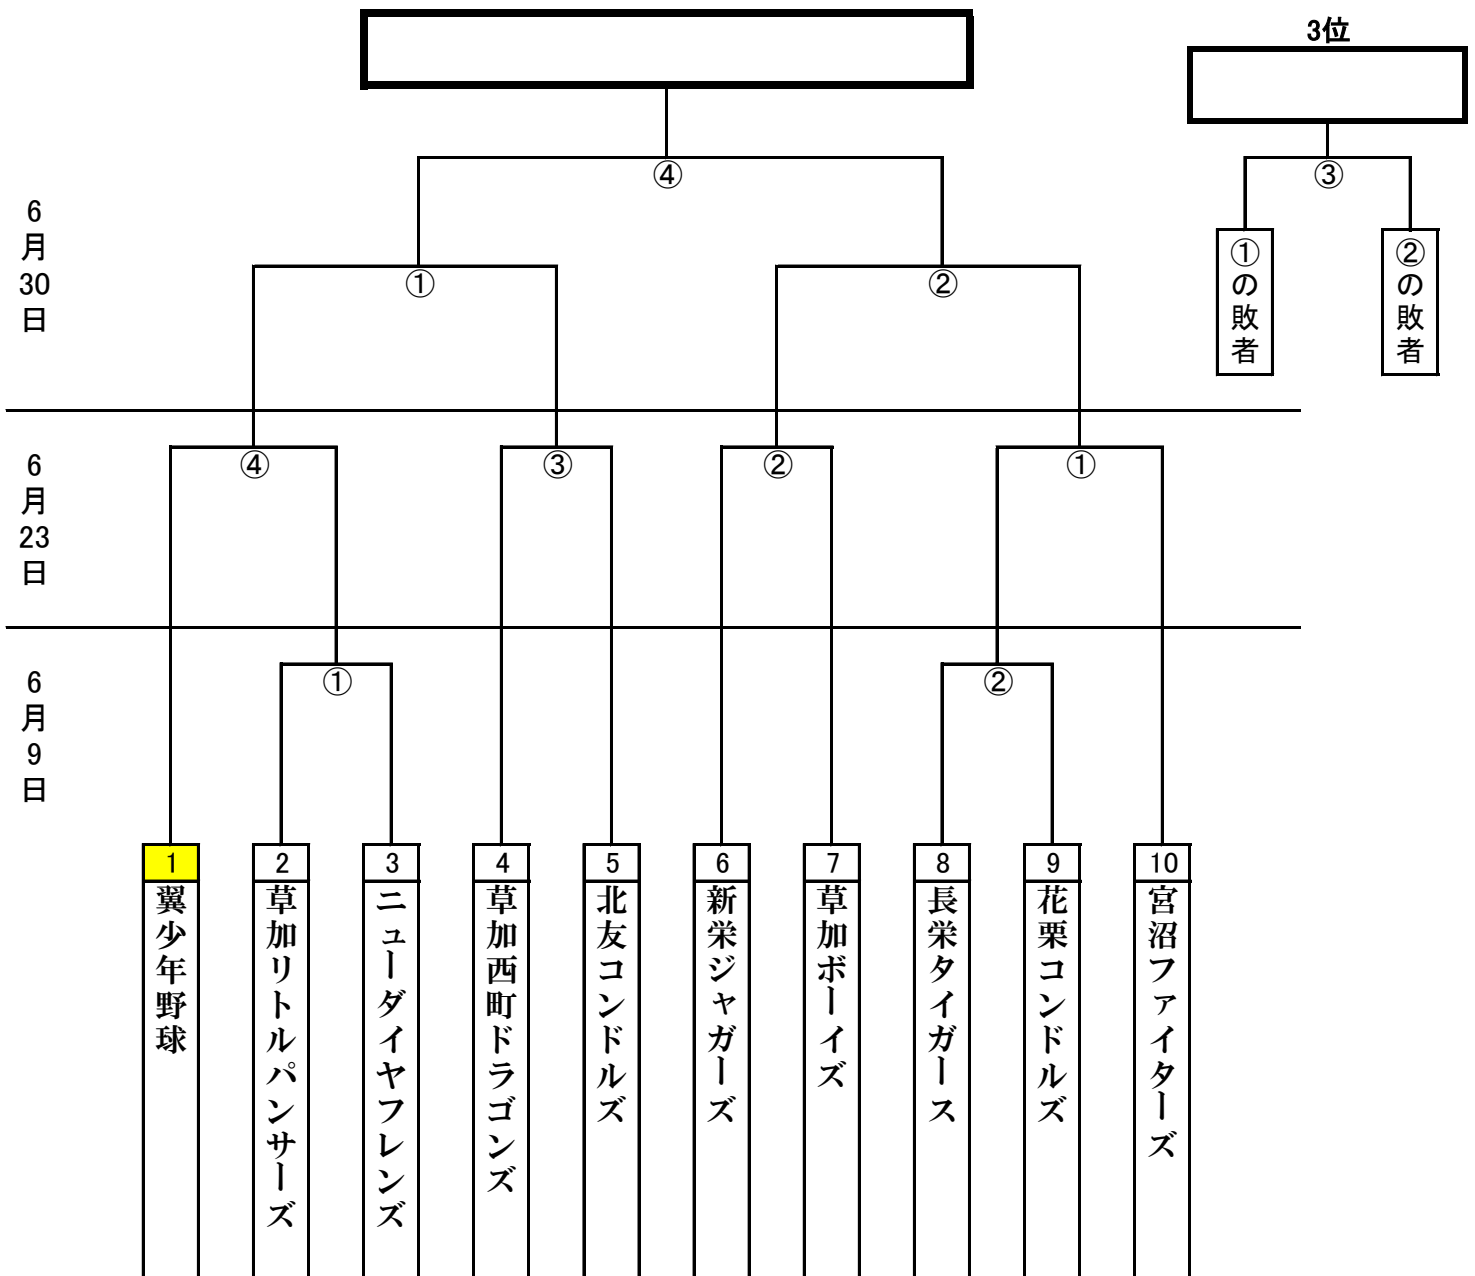 3位
④
③
6月30日
①
②
①の敗者
②の敗者
6月23日
④
③
②
①
6月9日
①
②
1
2
3
4
5
6
7
8
9
10
翼少年野球
草加リトルパンサーズ
ニューダイヤフレンズ
草加西町ドラゴンズ
北友コンドルズ
新栄ジャガーズ
草加ボーイズ
長栄タイガース
花栗コンドルズ
宮沼ファイターズ